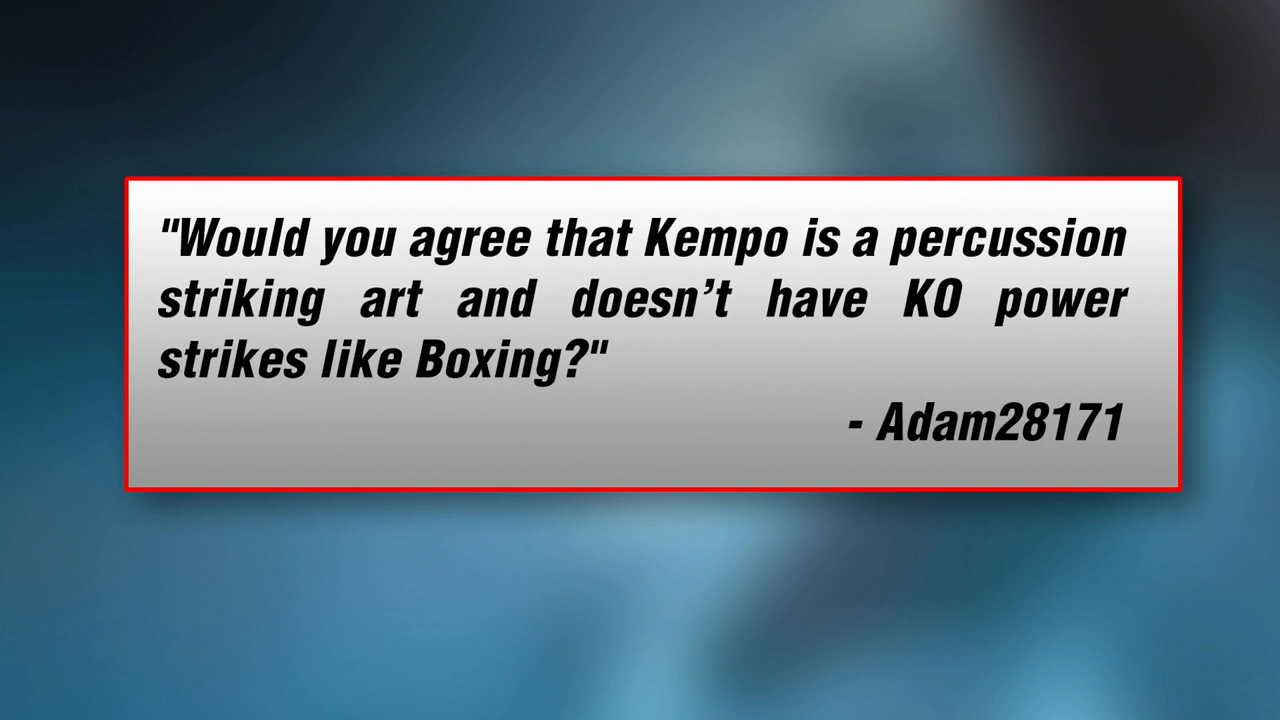 "Would you agree that Kempo is a percussion
striking art and doesn’t have KO power
strikes like Boxing?"
- Adam28171